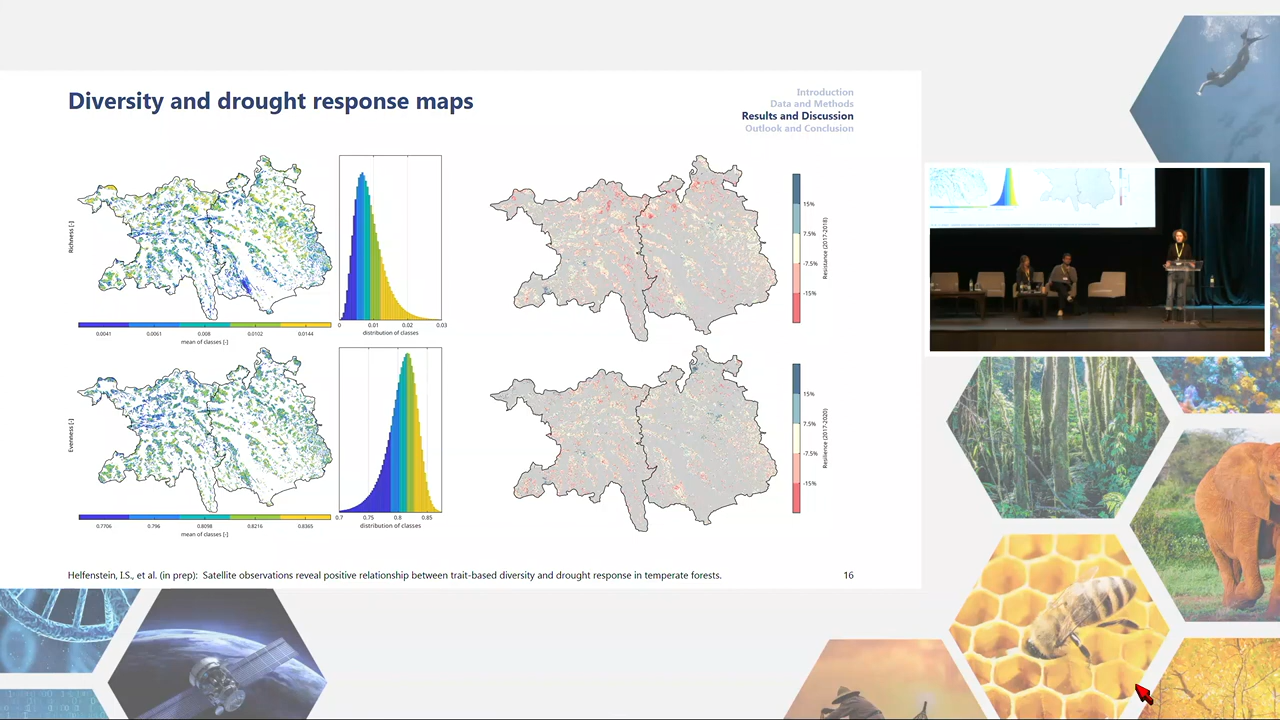 Diversity and drought response maps
Introduction
Data and Methods
Results and Discussion
Outlook and Conclusion
Richness [-]
0.0041 0.0061 0.008 0.0102 0.0144
mean of classes [-]
0 0.01 0.02 0.03
distribution of classes
15%
7.5%
-7.5%
-15%
Resistance (2017-2018)
Evenness [-]
0.7706 0.796 0.8098 0.8216 0.8365
mean of classes [-]
0.7 0.75 0.8 0.85
distribution of classes
15%
7.5%
-7.5%
-15%
Resilience (2017-2020)
Helfenstein, I.S., et al. (in prep): Satellite observations reveal positive relationship between trait-based diversity and drought response in temperate forests.
16